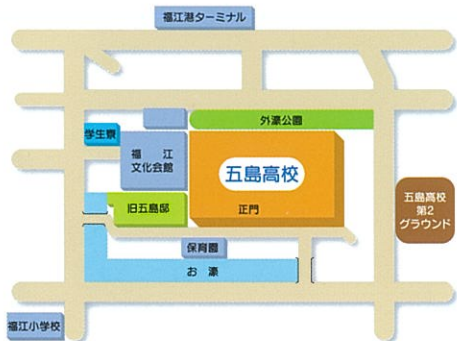 福江港ターミナル
外濠公園
学生寮
福　江
文化会館
五島高校
旧五島邸
正門
五島高校
第2
グラウンド
保育園
お　濠
福江小学校